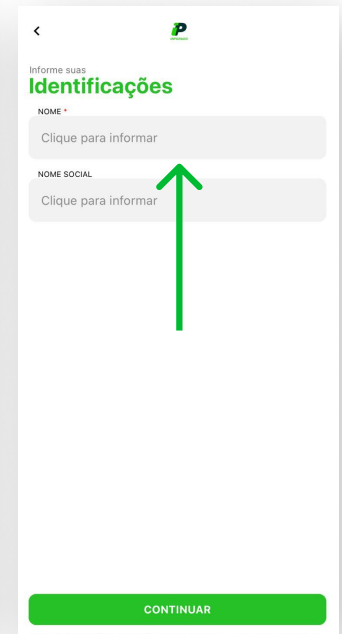 Informe suas
Identificações
NOME *
Clique para informar
NOME SOCIAL
Clique para informar
CONTINUAR